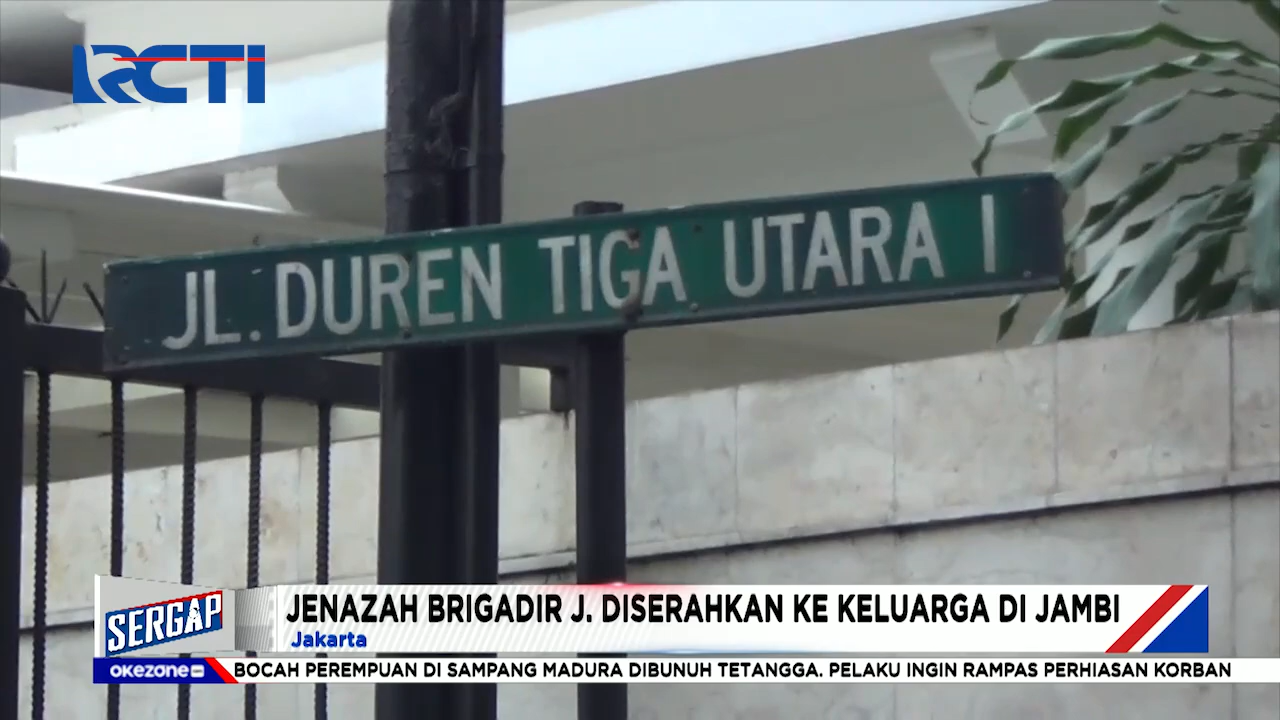 RCTI
JL. DUREN TIGA UTARA I
SERGAP
JENAZAH BRIGADIR J. DISERAHKAN KE KELUARGA DI JAMBI
Jakarta
OKEZONE
BOCAH PEREMPUAN DI SAMPANG MADURA DIBUNUH TETANGGA. PELAKU INGIN RAMPAS PERHIASAN KORBAN